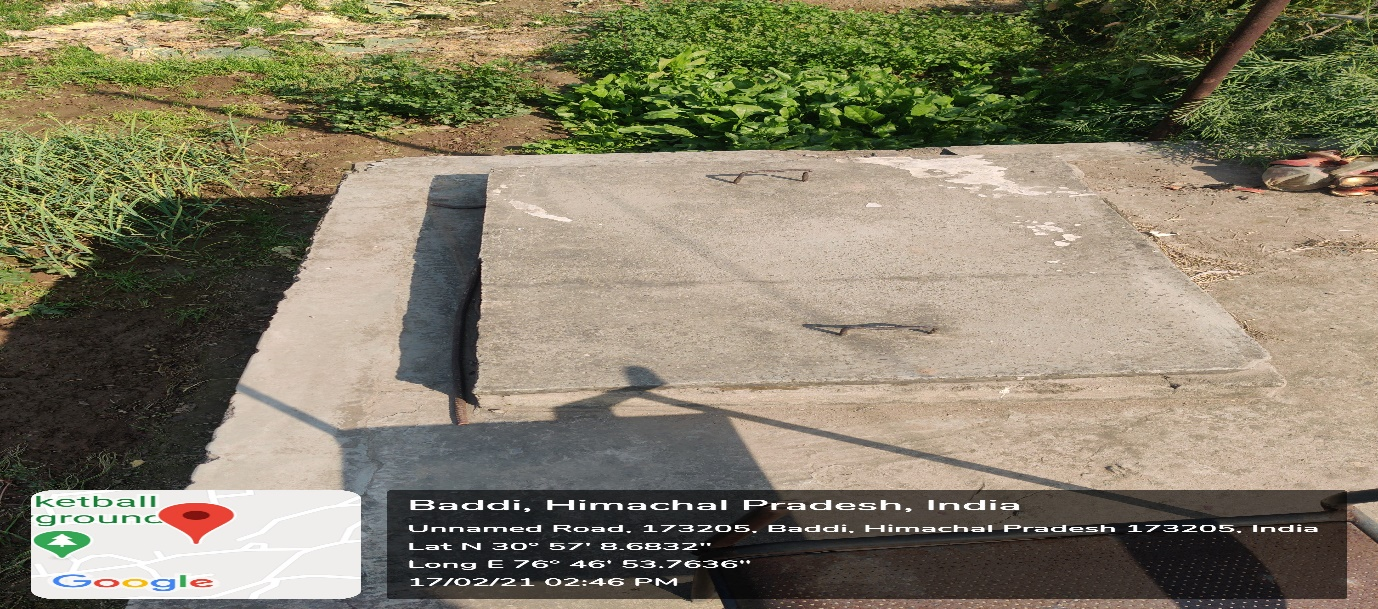 ketball
ground
Google
Baddi, Himachal Pradesh, India
Unnamed Road, 173205, Baddi, Himachal Pradesh 173205, India
Lat N 30° 57' 8.6832"
Long E 76° 46' 53.7636"
17/02/21 02:46 PM